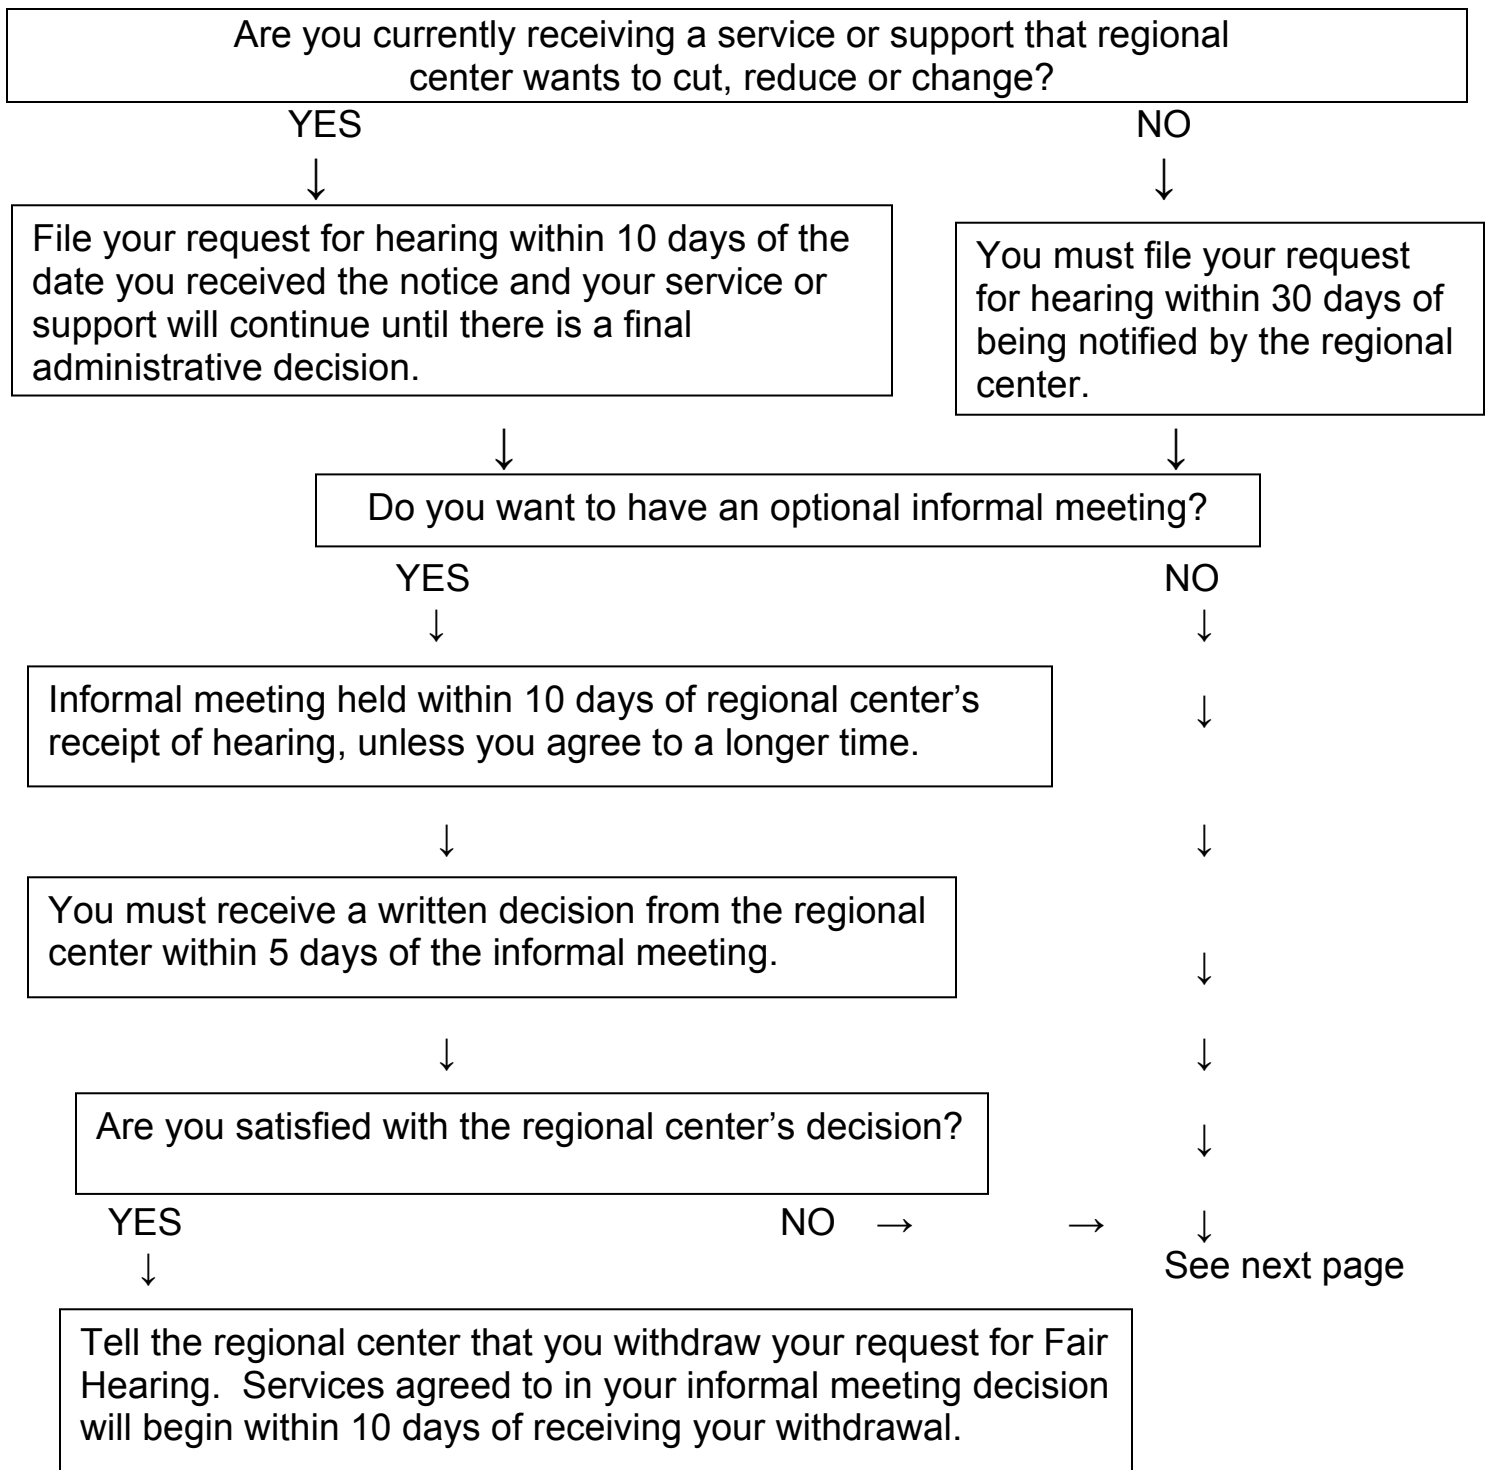 Are you currently receiving a service or support that regional
center wants to cut, reduce or change?
YES NO
↓ ↓
File your request for hearing within 10 days of the
date you received the notice and your service or
support will continue until there is a final
administrative decision.
You must file your request
for hearing within 30 days of
being notified by the regional
center.
↓ ↓
Do you want to have an optional informal meeting?
YES NO
↓ ↓
Informal meeting held within 10 days of regional center’s
receipt of hearing, unless you agree to a longer time.
↓
↓ ↓
You must receive a written decision from the regional
center within 5 days of the informal meeting.
↓
↓ ↓
Are you satisfied with the regional center’s decision?
↓
YES NO → → ↓
↓
See next page
Tell the regional center that you withdraw your request for Fair
Hearing. Services agreed to in your informal meeting decision
will begin within 10 days of receiving your withdrawal.